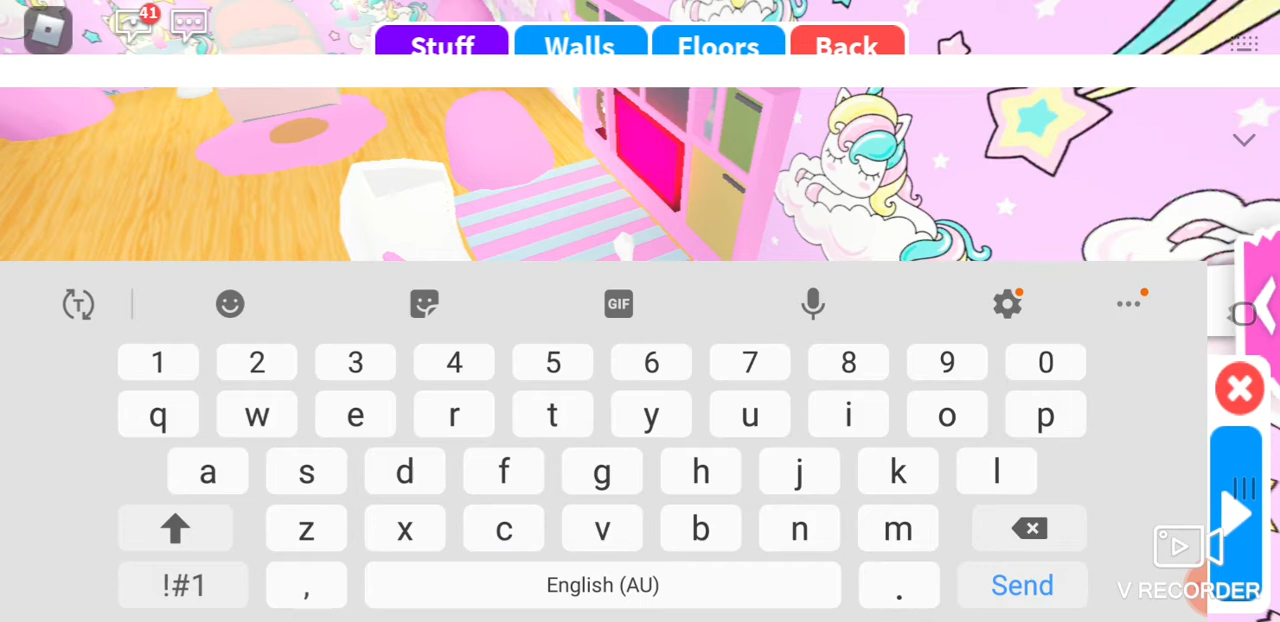 41
Stuff Walls Floors Back
GIF
1 2 3 4 5 6 7 8 9 0
q w e r t y u i o p
a s d f g h j k l
z x c v b n m
!#1 , English (AU) . Send
V RECORDER